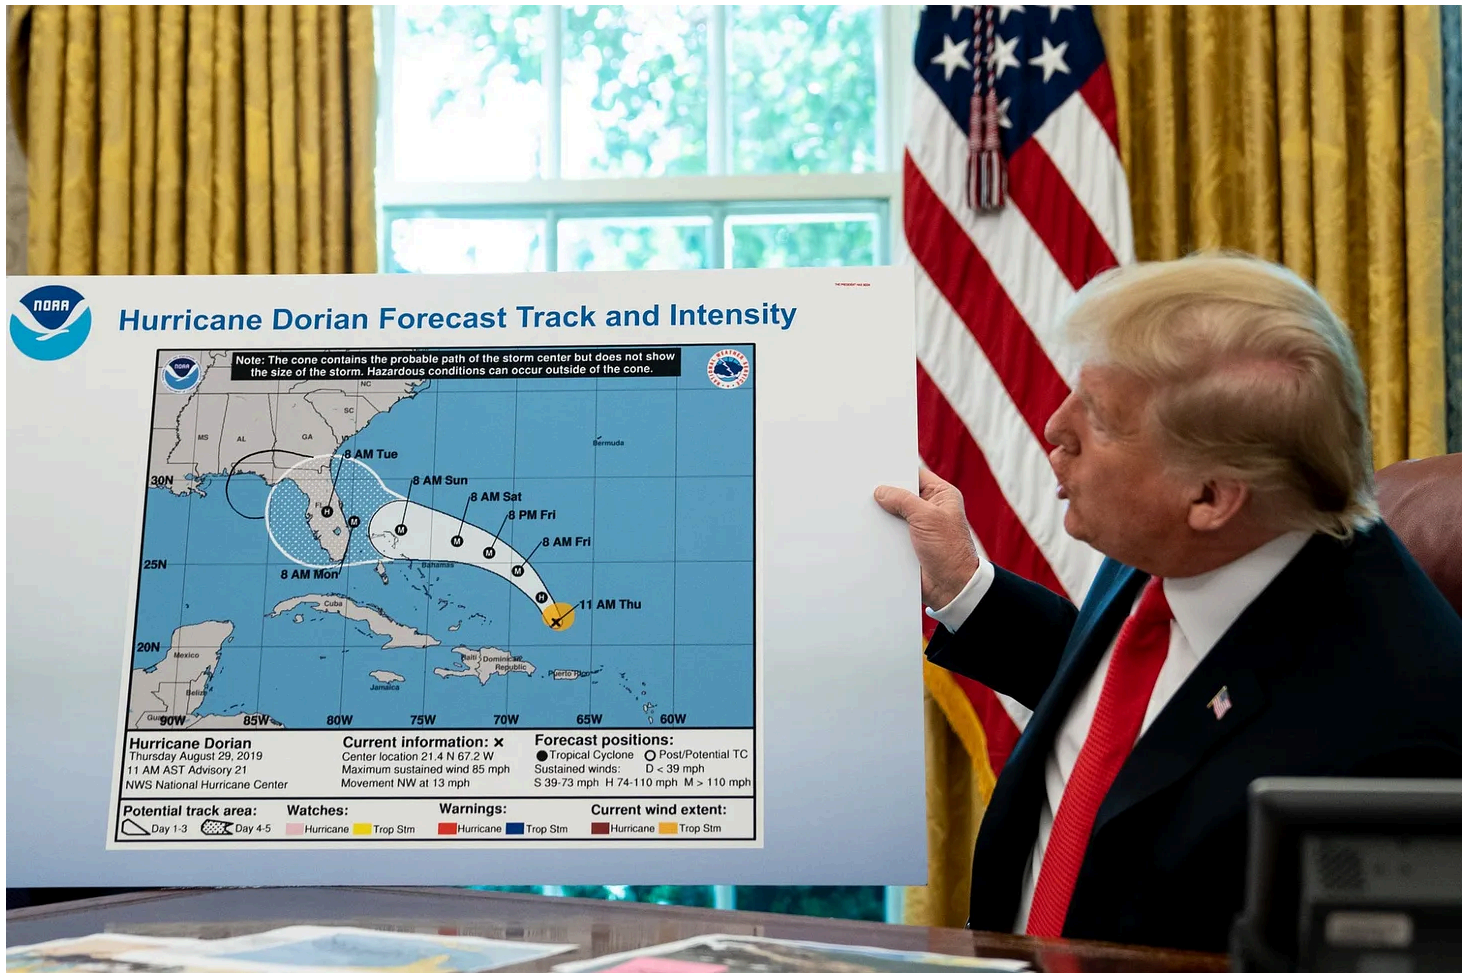 THE PRESIDENT HAS SEEN
NOAA
Hurricane Dorian Forecast Track and Intensity
NOAA
Note: The cone contains the probable path of the storm center but does not show
the size of the storm. Hazardous conditions can occur outside of the cone.
NATIONAL WEATHER SERVICE
NC
SC
MS
AL
GA
Bermuda
8 AM Tue
30N
8 AM Sun
8 AM Sat
FL
H
M
M
8 PM Fri
M
M
8 AM Fri
25N
8 AM Mon
Bahamas
M
H
Cuba
11 AM Thu
20N
Mexico
Haiti
Dominican
Republic
Puerto Rico
Jamaica
Belize
90W
85W
80W
75W
70W
65W
60W
Hurricane Dorian
Thursday August 29, 2019
11 AM AST Advisory 21
NWS National Hurricane Center
Current information: x
Center location 21.4 N 67.2 W
Maximum sustained wind 85 mph
Movement NW at 13 mph
Forecast positions:
Tropical Cyclone
Post/Potential TC
Sustained winds: D < 39 mph
S 39-73 mph H 74-110 mph M > 110 mph
Potential track area:
Day 1-3
Day 4-5
Watches:
Hurricane
Trop Stm
Warnings:
Hurricane
Trop Stm
Current wind extent:
Hurricane
Trop Stm